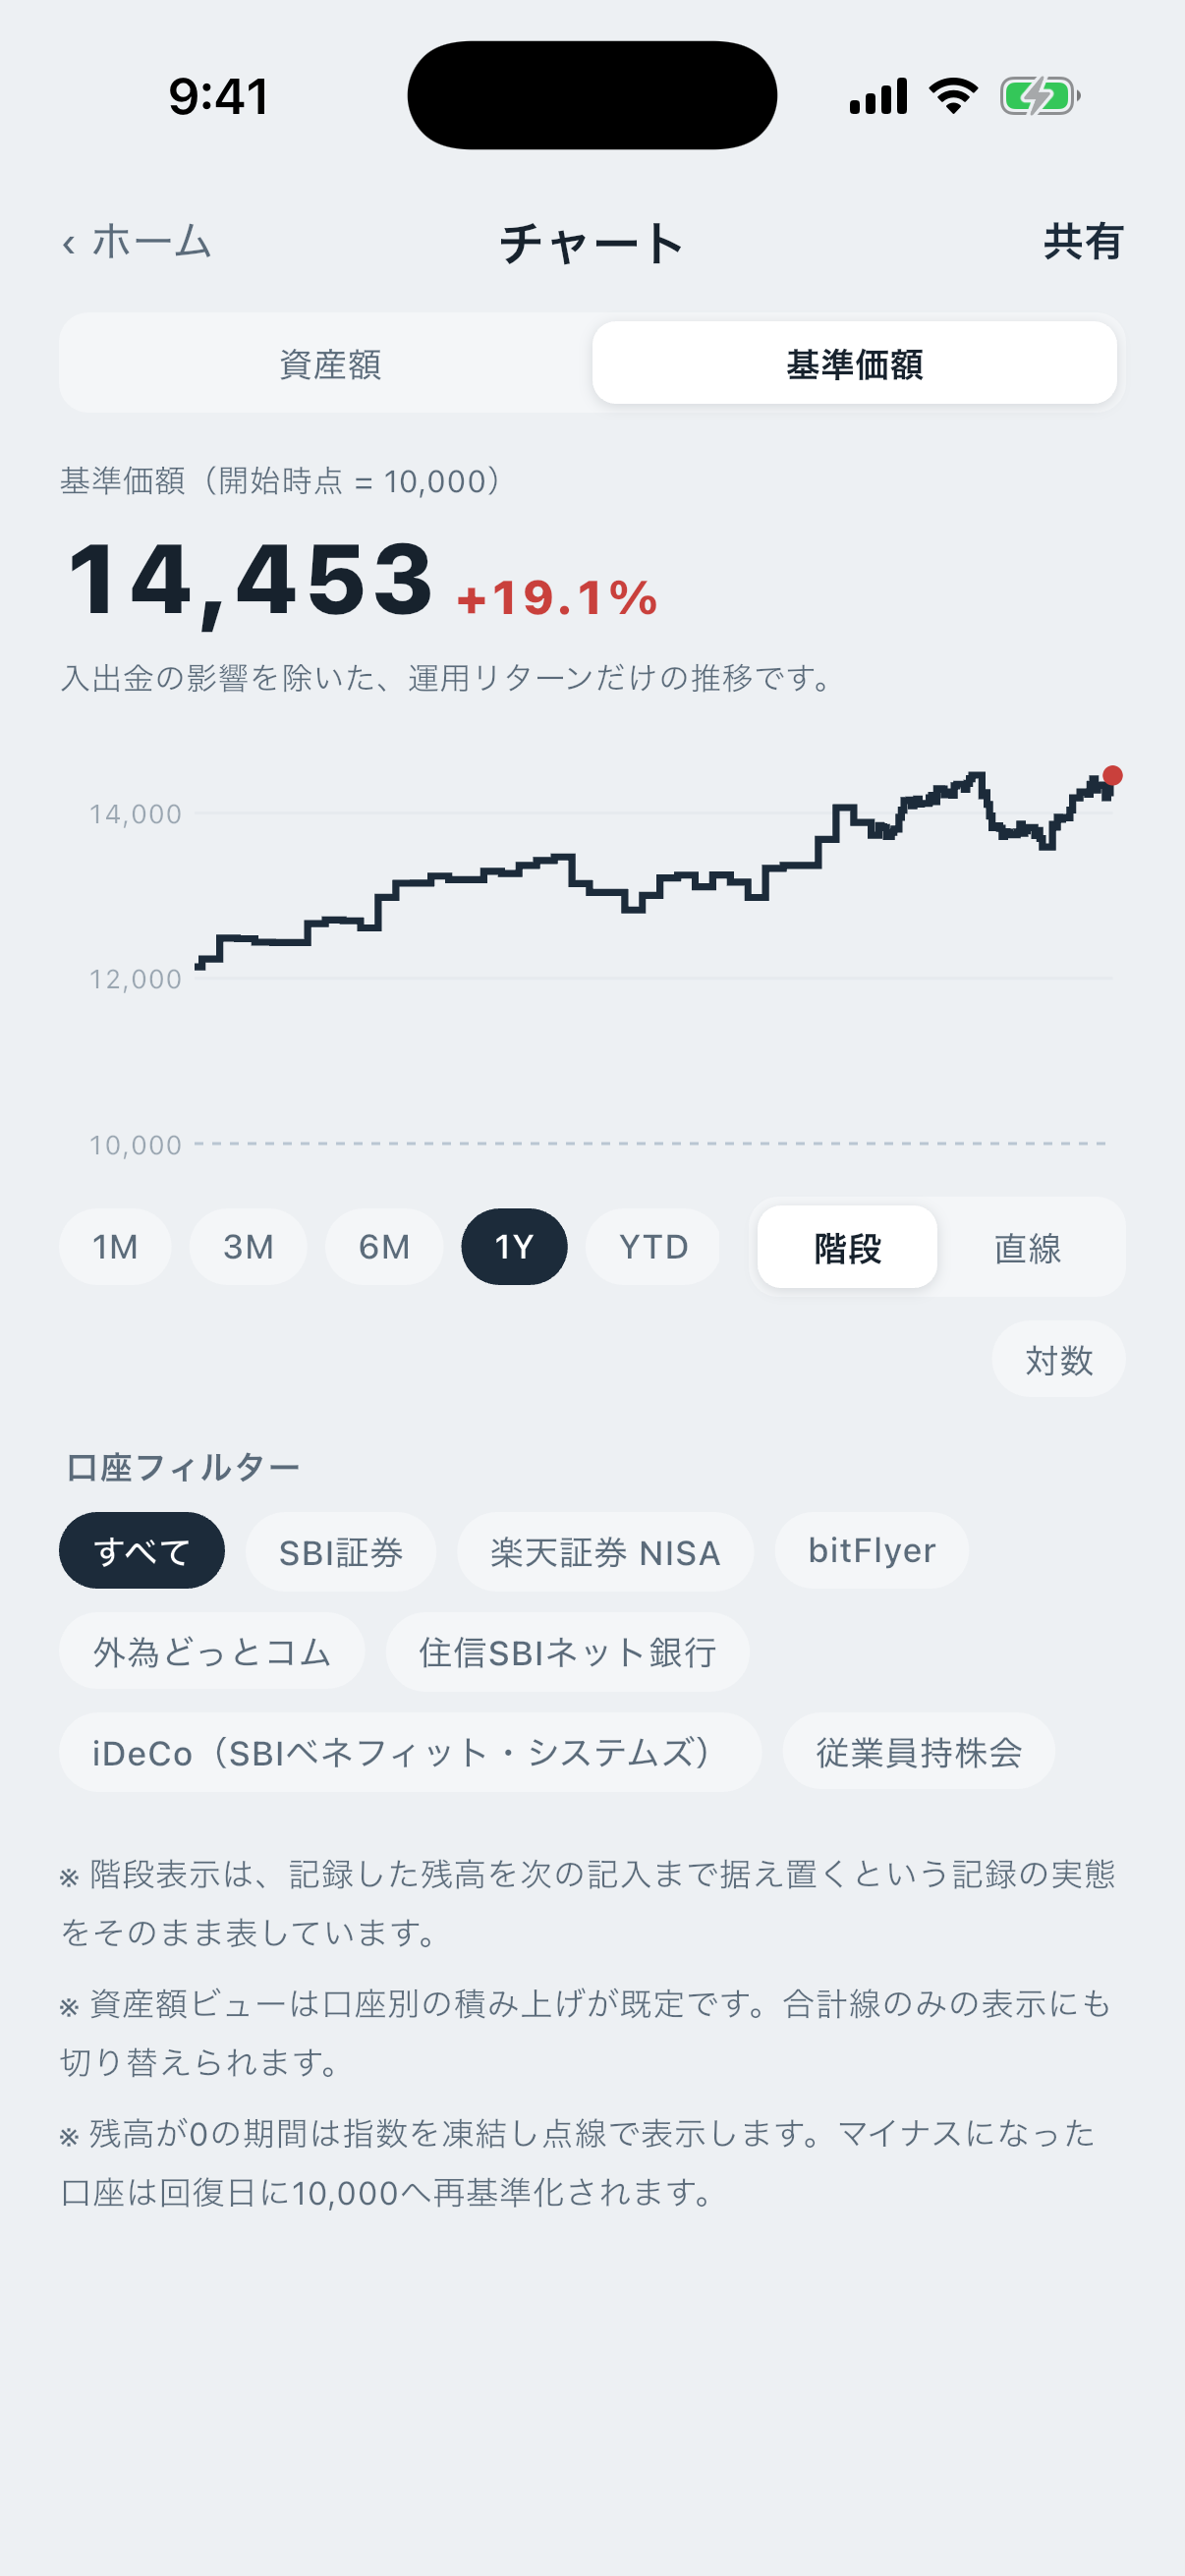 9:41
‹ ホーム
チャート
共有
資産額
基準価額
基準価額（開始時点 = 10,000）
14,453 +19.1%
入出金の影響を除いた、運用リターンだけの推移です。
14,000
12,000
10,000
1M
3M
6M
1Y
YTD
階段
直線
対数
口座フィルター
すべて
SBI証券
楽天証券 NISA
bitFlyer
外為どっとコム
住信SBIネット銀行
iDeCo（SBIベネフィット・システムズ）
従業員持株会
※ 階段表示は、記録した残高を次の記入まで据え置くという記録の実態
をそのまま表しています。
※ 資産額ビューは口座別の積み上げが既定です。合計線のみの表示にも
切り替えられます。
※ 残高が0の期間は指数を凍結し点線で表示します。マイナスになった
口座は回復日に10,000へ再基準化されます。